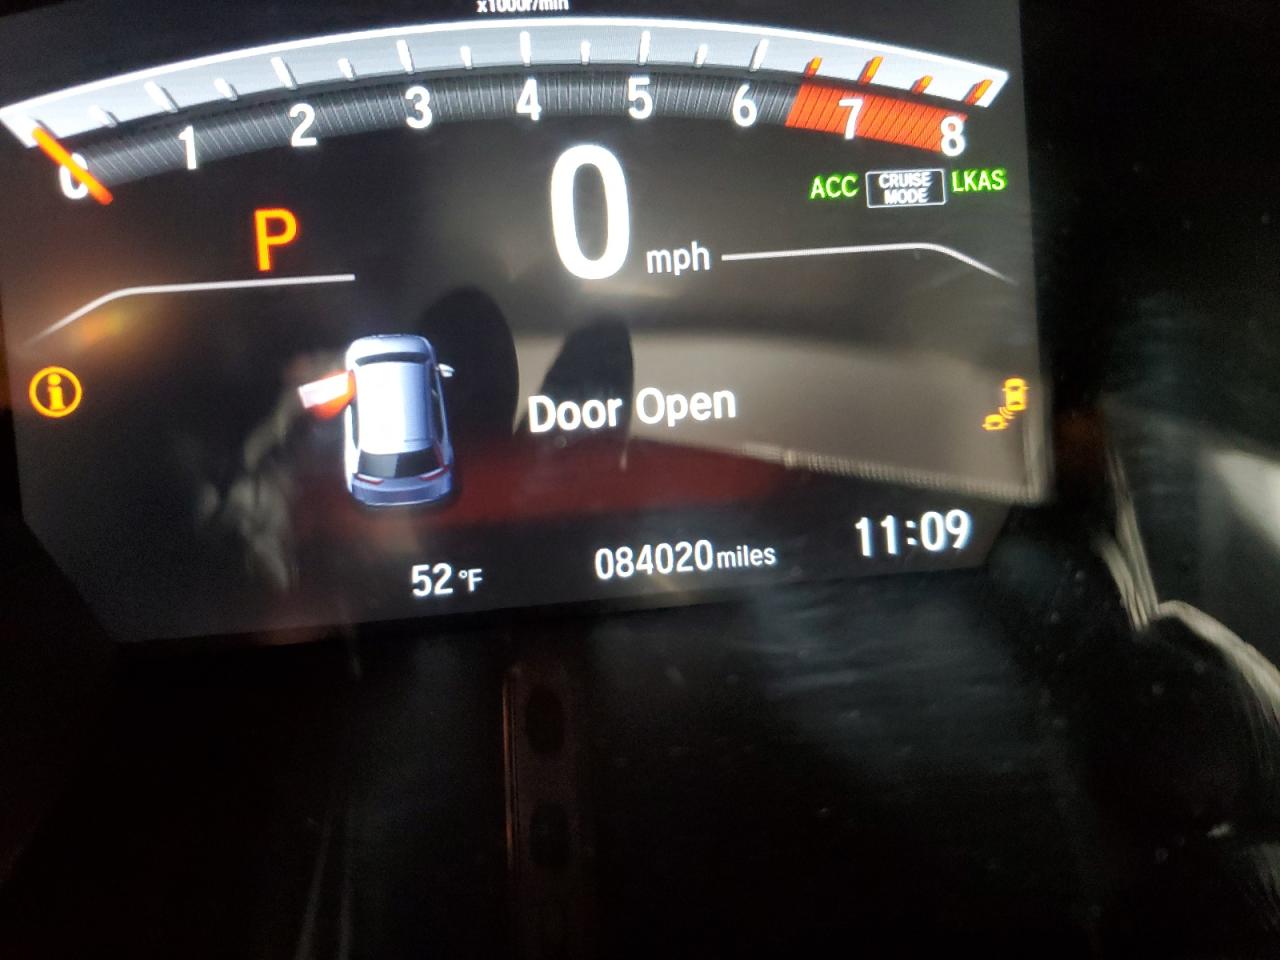 x1000r/min
0 1 2 3 4 5 6 7 8
ACC CRUISE MODE LKAS
P
0 mph
i
Door Open
52 °F
084020 miles
11:09